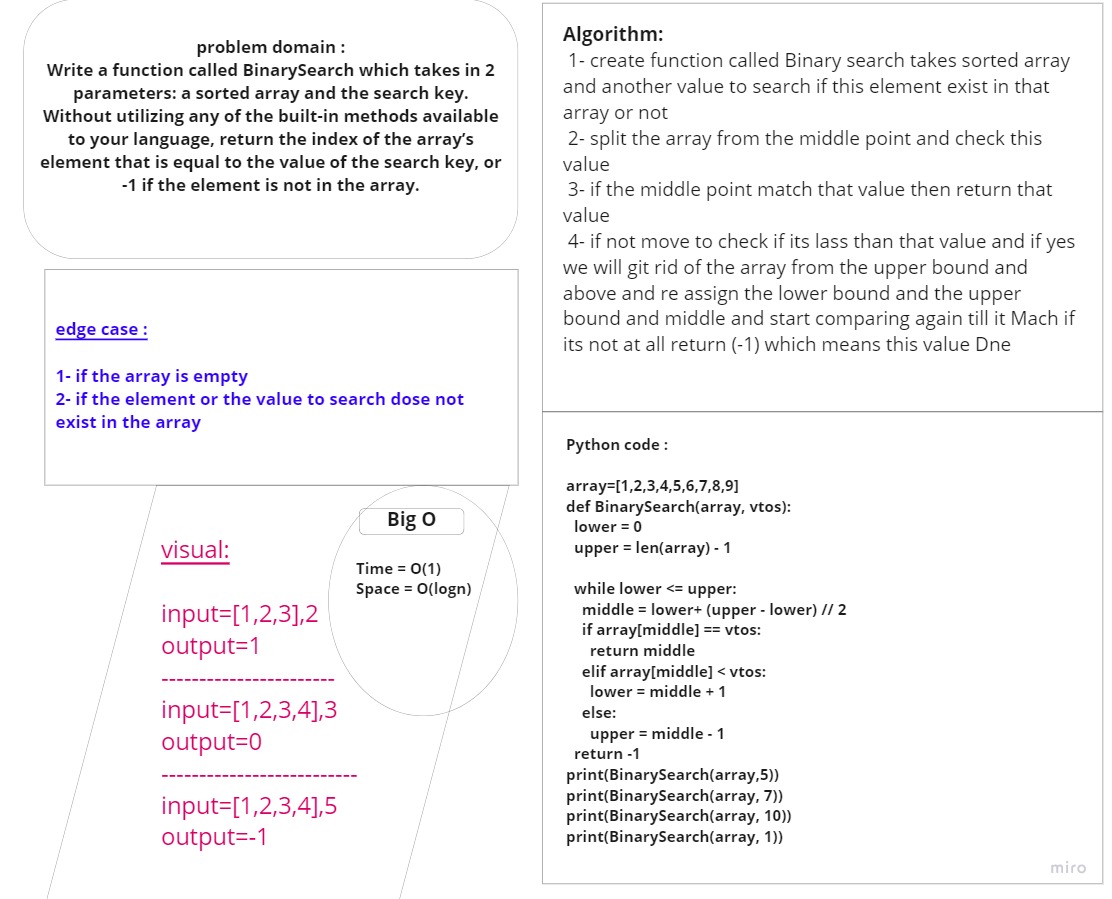 problem domain :
Write a function called BinarySearch which takes in 2
parameters: a sorted array and the search key.
Without utilizing any of the built-in methods available
to your language, return the index of the array’s
element that is equal to the value of the search key, or
-1 if the element is not in the array.
edge case :
1- if the array is empty
2- if the element or the value to search dose not
exist in the array
visual:
input=[1,2,3],2
output=1
-----------------------
input=[1,2,3,4],3
output=0
--------------------------
input=[1,2,3,4],5
output=-1
Big O
Time = O(1)
Space = O(logn)
Algorithm:
1- create function called Binary search takes sorted array
and another value to search if this element exist in that
array or not
2- split the array from the middle point and check this
value
3- if the middle point match that value then return that
value
4- if not move to check if its lass than that value and if yes
we will git rid of the array from the upper bound and
above and re assign the lower bound and the upper
bound and middle and start comparing again till it Mach if
its not at all return (-1) which means this value Dne
Python code :
array=[1,2,3,4,5,6,7,8,9]
def BinarySearch(array, vtos):
  lower = 0
  upper = len(array) - 1
  while lower <= upper:
    middle = lower+ (upper - lower) // 2
    if array[middle] == vtos:
      return middle
    elif array[middle] < vtos:
      lower = middle + 1
    else:
      upper = middle - 1
  return -1
print(BinarySearch(array,5))
print(BinarySearch(array, 7))
print(BinarySearch(array, 10))
print(BinarySearch(array, 1))
miro